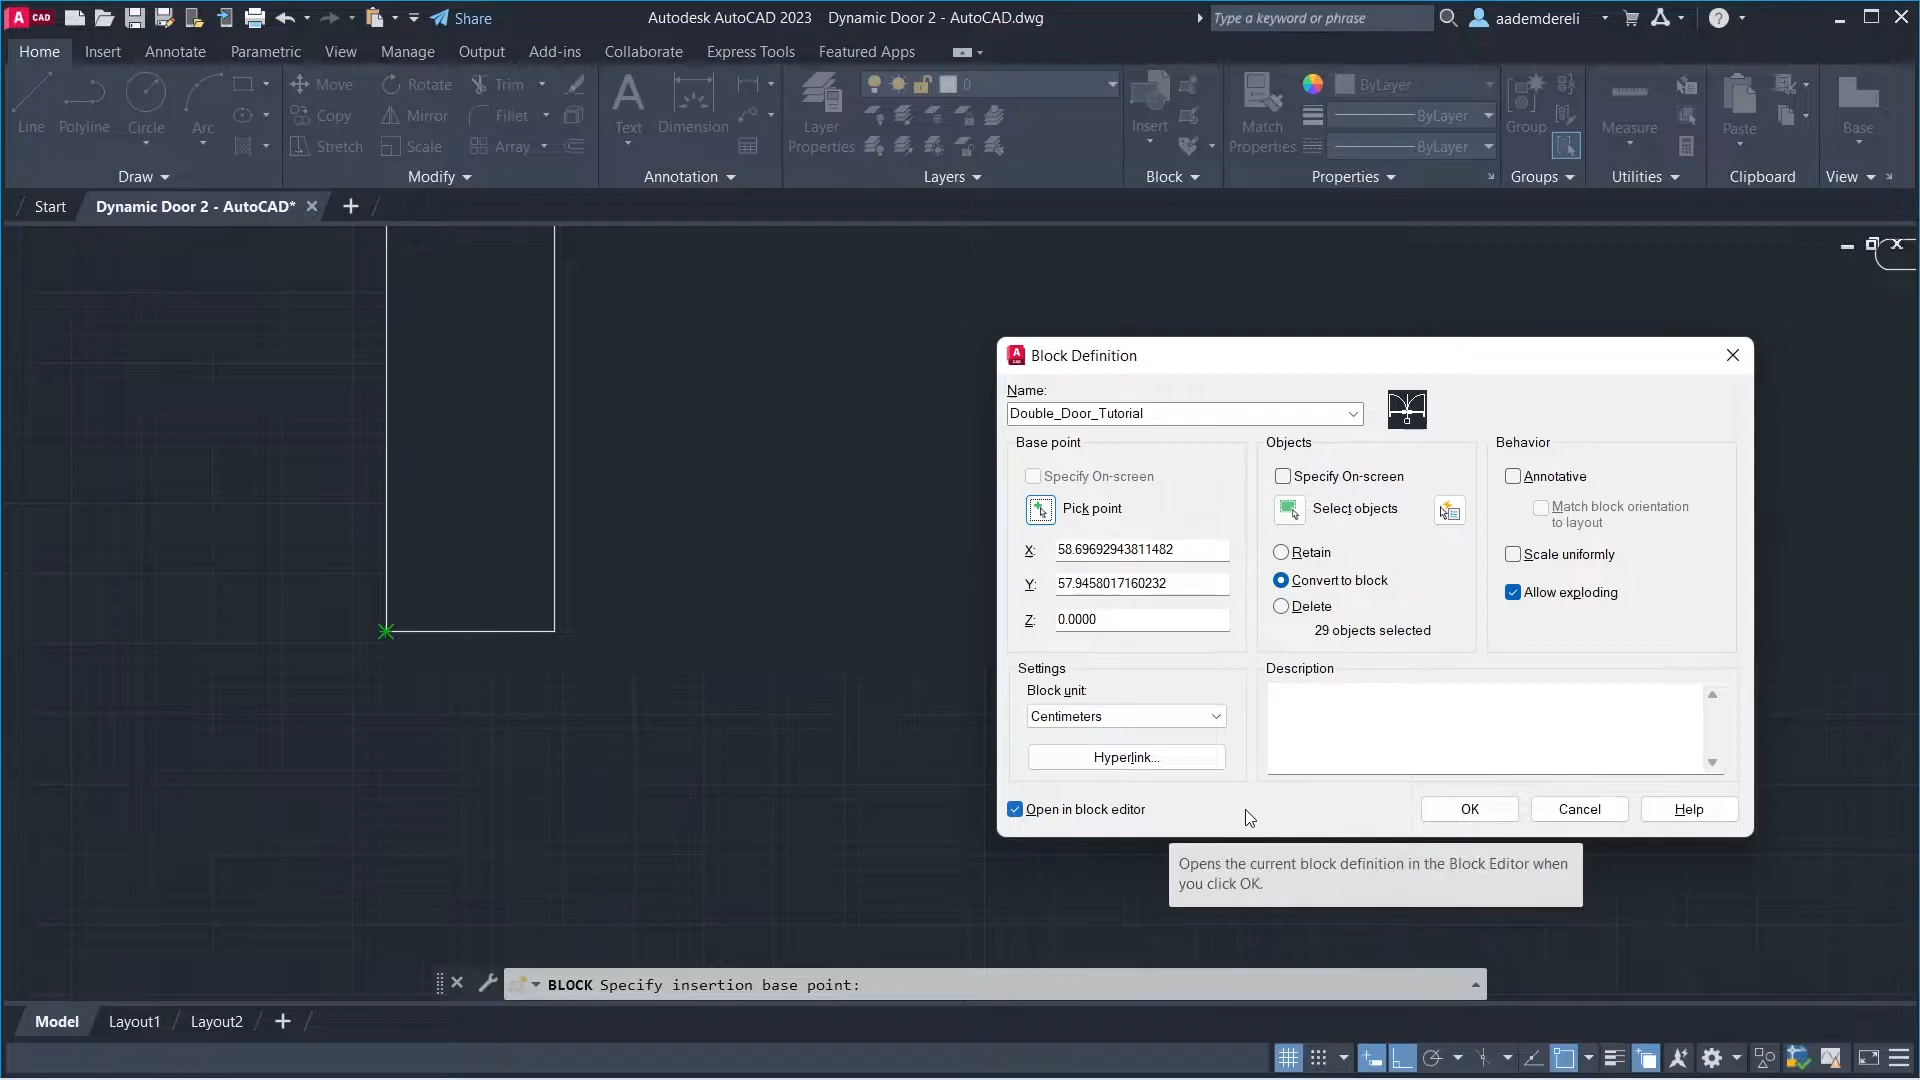 CAD
Share
Autodesk AutoCAD 2023 Dynamic Door 2 - AutoCAD.dwg
Type a keyword or phrase
aademdereli
Home Insert Annotate Parametric View Manage Output Add-ins Collaborate Express Tools Featured Apps
Line
Polyline
Circle
Arc
Draw
Move Rotate Trim
Copy Mirror Fillet
Stretch Scale Array
Modify
Text
Dimension
Annotation
Layer
Properties
0
Layers
Insert
Block
Match
Properties
ByLayer
ByLayer
ByLayer
Properties
Group
Groups
Measure
Utilities
Paste
Clipboard
Base
View
Start Dynamic Door 2 - AutoCAD*
Block Definition
Name:
Double_Door_Tutorial
Base point
Specify On-screen
Pick point
X: 58.69692943811482
Y: 57.9458017160232
Z: 0.0000
Objects
Specify On-screen
Select objects
Retain
Convert to block
Delete
29 objects selected
Behavior
Annotative
Match block orientation
to layout
Scale uniformly
Allow exploding
Settings
Block unit:
Centimeters
Hyperlink...
Description
Open in block editor
OK Cancel Help
Opens the current block definition in the Block Editor when
you click OK.
BLOCK Specify insertion base point:
Model Layout1 Layout2